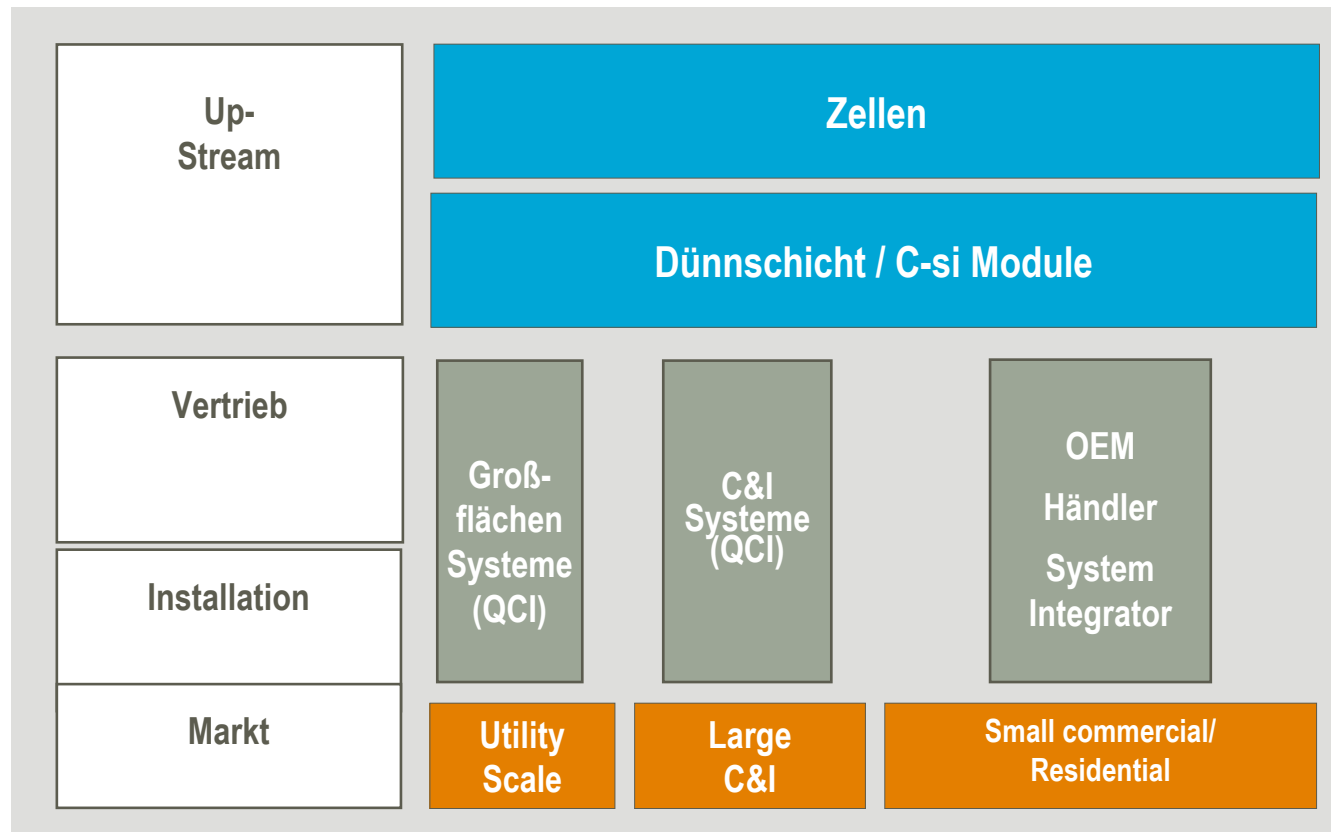 Up-
Stream
Zellen
Dünnschicht / C-si Module
Vertrieb
Installation
Markt
Groß-
flächen
Systeme
(QCI)
C&I
Systeme
(QCI)
OEM
Händler
System
Integrator
Utility
Scale
Large
C&I
Small commercial/
Residential